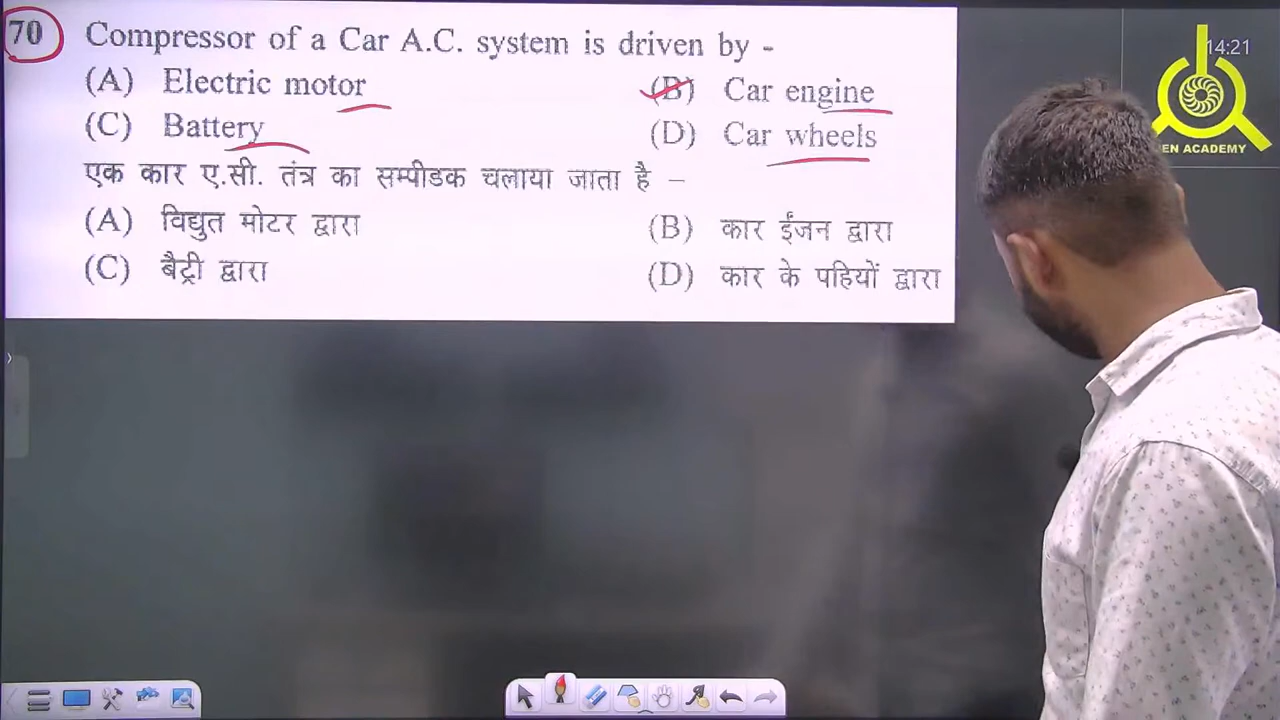 70 Compressor of a Car A.C. system is driven by -
(A) Electric motor (B) Car engine
(C) Battery (D) Car wheels
एक कार ए.सी. तंत्र का सम्पीडक चलाया जाता है –
(A) विद्युत मोटर द्वारा (B) कार ईंजन द्वारा
(C) बैट्री द्वारा (D) कार के पहियों द्वारा
14:21
EN ACADEMY